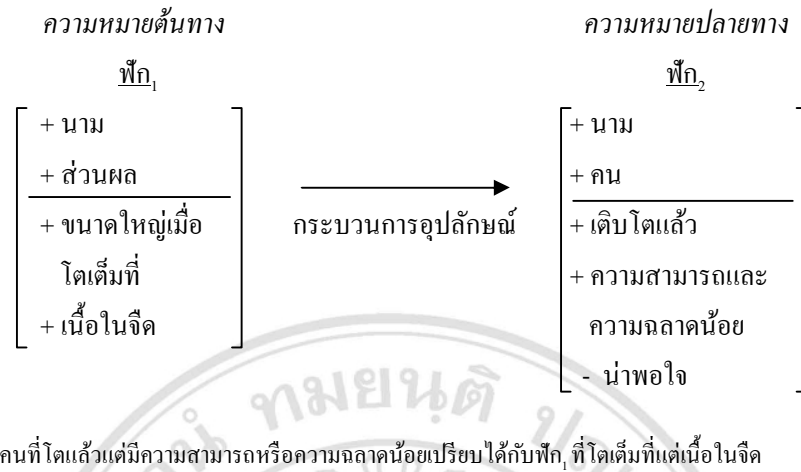 ความหมายต้นทาง ความหมายปลายทาง
ฟัก1 ฟัก2
+ นาม + นาม
+ ส่วนผล + คน
+ ขนาดใหญ่เมื่อ กระบวนการอุปลักษณ์ + เติบโตแล้ว
โตเต็มที่ + ความสามารถและ
+ เนื้อในจืด ความฉลาดน้อย
- น่าพอใจ
ทมยนฺติ
คนที่โตแล้วแต่มีความสามารถหรือความฉลาดน้อยเปรียบได้กับฟัก1 ที่โตเต็มที่แต่เนื้อในจืด